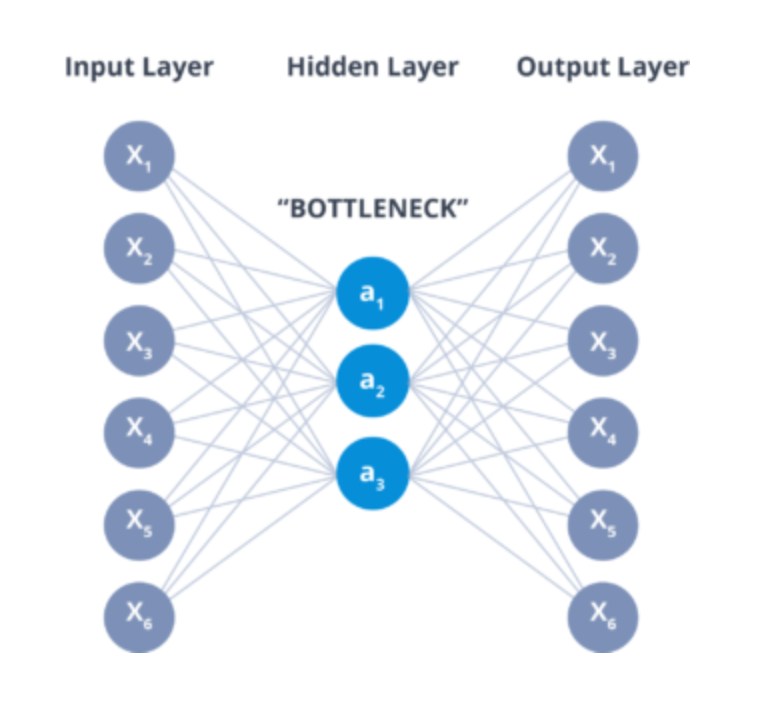 Input Layer Hidden Layer Output Layer
X1 X1
“BOTTLENECK”
X2 X2
a1
X3 X3
a2
X4 X4
a3
X5 X5
X6 X6